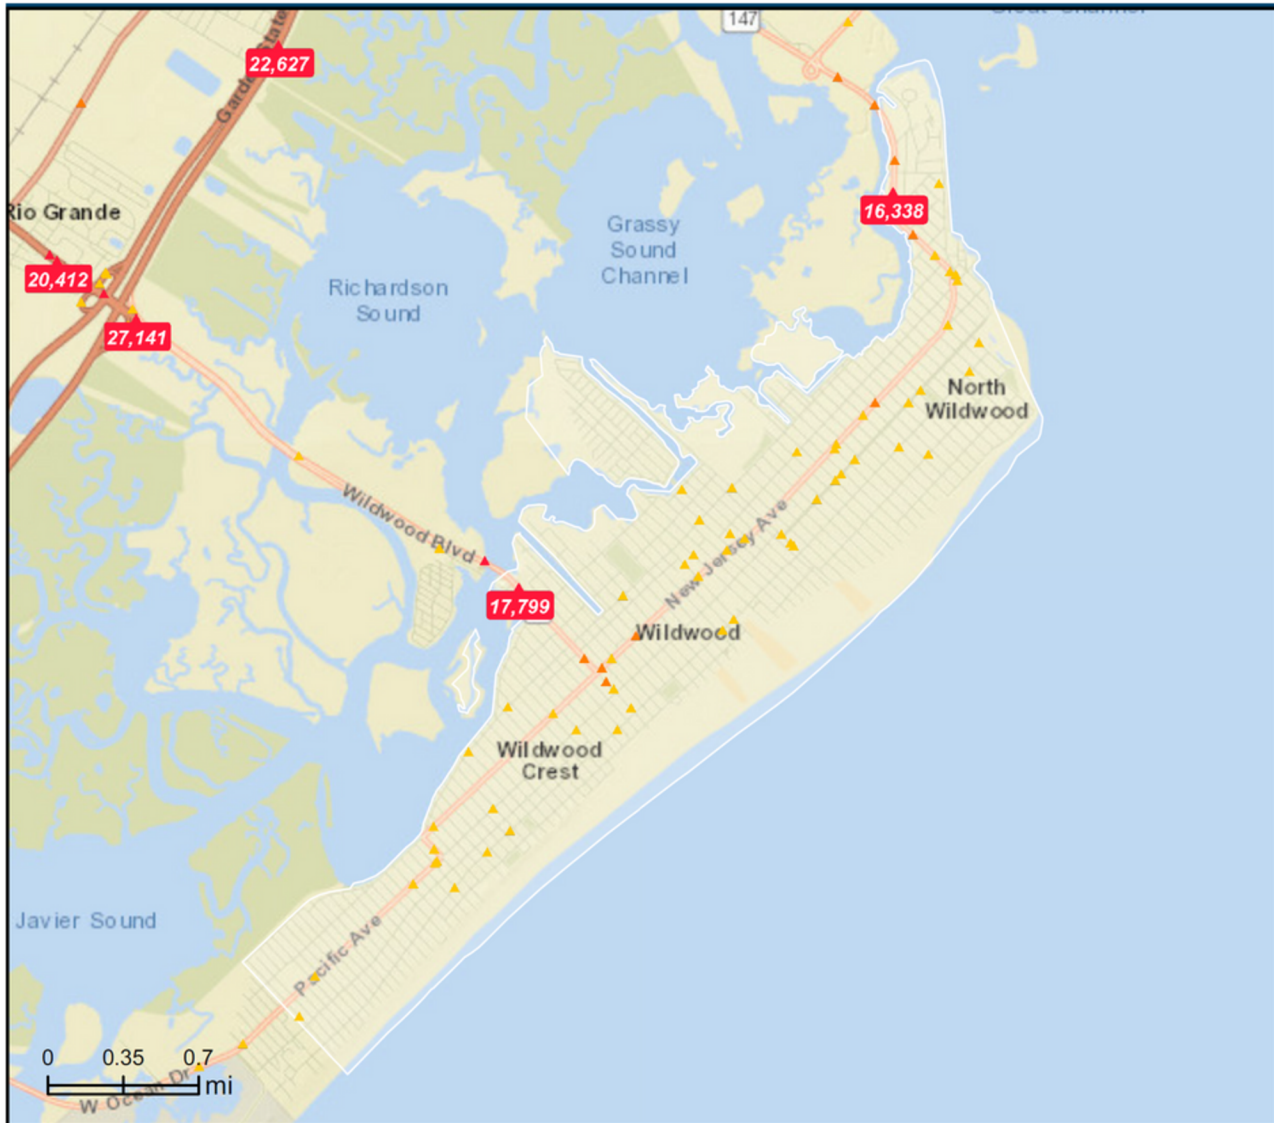 147
22,627
Garden State
Rio Grande
16,338
Grassy
Sound
Channel
20,412
Richardson
Sound
27,141
North
Wildwood
Wildwood Blvd
New Jersey Ave
17,799
Wildwood
Wildwood
Crest
Javier Sound
Pacific Ave
0 0.35 0.7
mi
W Ocean Dr